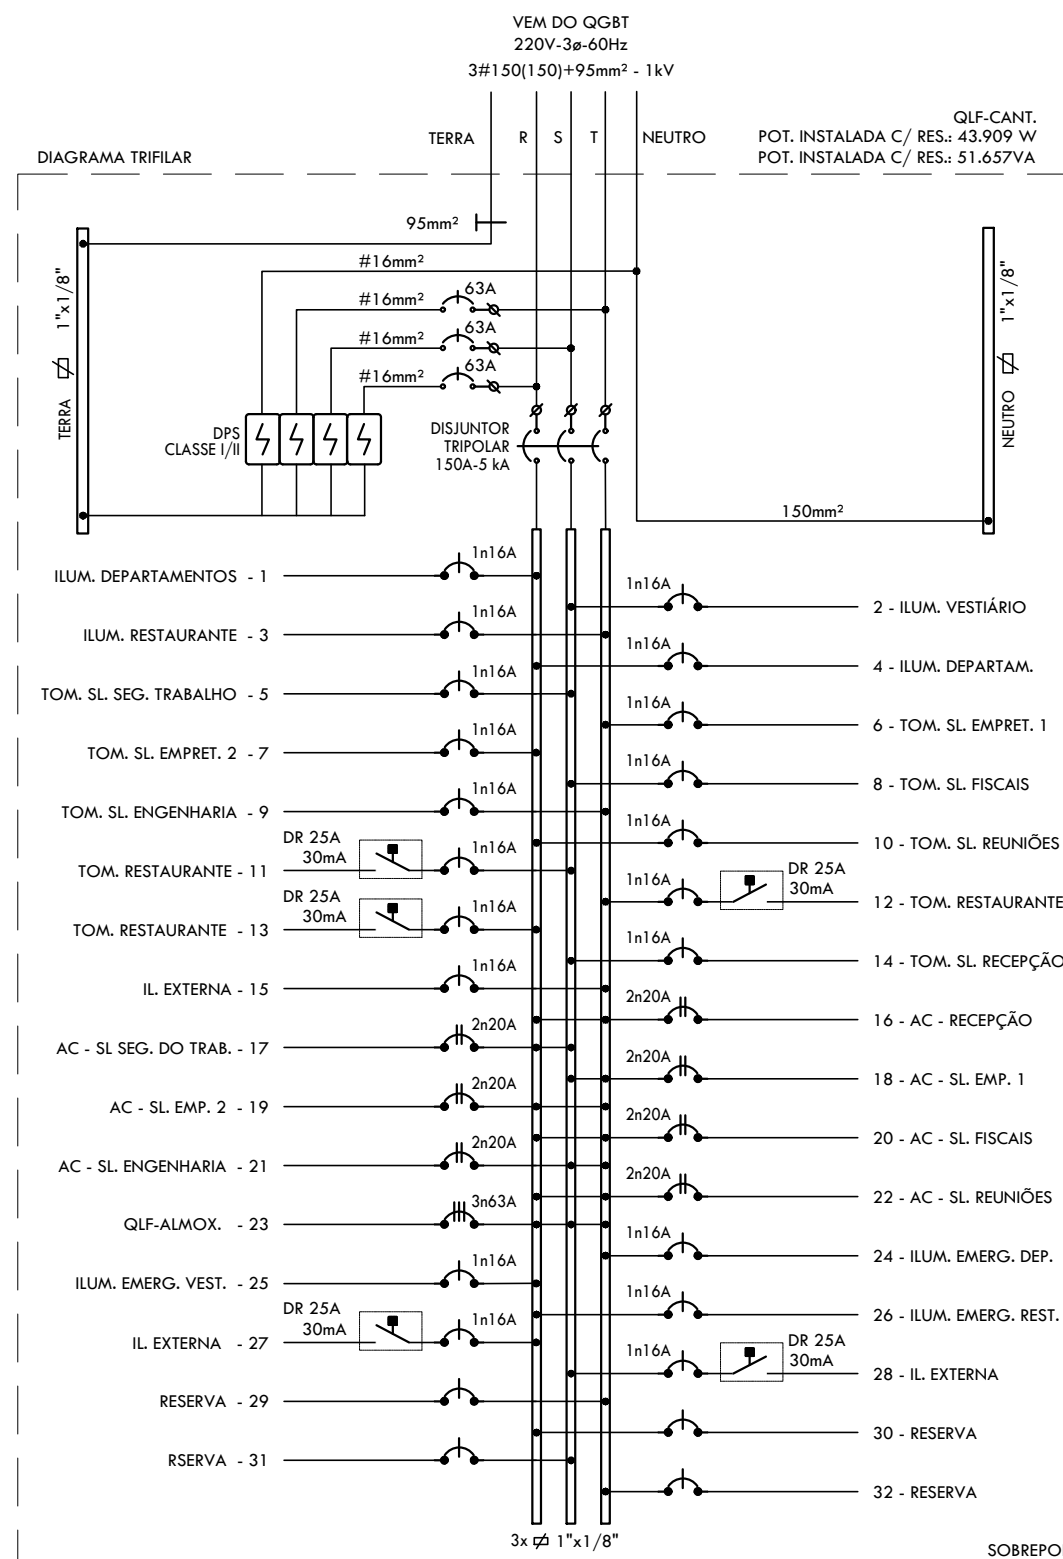 VEM DO QGBT
220V-3ø-60Hz
3#150(150)+95mm² - 1kV
QLF-CANT.
POT. INSTALADA C/ RES.: 43.909 W
POT. INSTALADA C/ RES.: 51.657VA
DIAGRAMA TRIFILAR
TERRA R S T NEUTRO
95mm²
#16mm²
63A
#16mm²
63A
#16mm²
63A
#16mm²
TERRA 1"x1/8"
NEUTRO 1"x1/8"
DPS
CLASSE I/II
DISJUNTOR
TRIPOLAR
150A-5 kA
150mm²
1n16A
ILUM. DEPARTAMENTOS - 1
1n16A
2 - ILUM. VESTIÁRIO
1n16A
ILUM. RESTAURANTE - 3
1n16A
4 - ILUM. DEPARTAM.
1n16A
TOM. SL. SEG. TRABALHO - 5
1n16A
6 - TOM. SL. EMPRET. 1
1n16A
TOM. SL. EMPRET. 2 - 7
1n16A
8 - TOM. SL. FISCAIS
1n16A
TOM. SL. ENGENHARIA - 9
1n16A
10 - TOM. SL. REUNIÕES
DR 25A
30mA
1n16A
TOM. RESTAURANTE - 11
1n16A
DR 25A
30mA
12 - TOM. RESTAURANTE
DR 25A
30mA
1n16A
TOM. RESTAURANTE - 13
1n16A
14 - TOM. SL. RECEPÇÃO
1n16A
IL. EXTERNA - 15
2n20A
16 - AC - RECEPÇÃO
2n20A
AC - SL SEG. DO TRAB. - 17
2n20A
18 - AC - SL. EMP. 1
2n20A
AC - SL. EMP. 2 - 19
2n20A
20 - AC - SL. FISCAIS
2n20A
AC - SL. ENGENHARIA - 21
2n20A
22 - AC - SL. REUNIÕES
3n63A
QLF-ALMOX. - 23
1n16A
24 - ILUM. EMERG. DEP.
1n16A
ILUM. EMERG. VEST. - 25
1n16A
26 - ILUM. EMERG. REST.
DR 25A
30mA
1n16A
IL. EXTERNA - 27
1n16A
DR 25A
30mA
28 - IL. EXTERNA
RESERVA - 29
30 - RESERVA
RSERVA - 31
32 - RESERVA
3x 1"x1/8"
SOBREPO